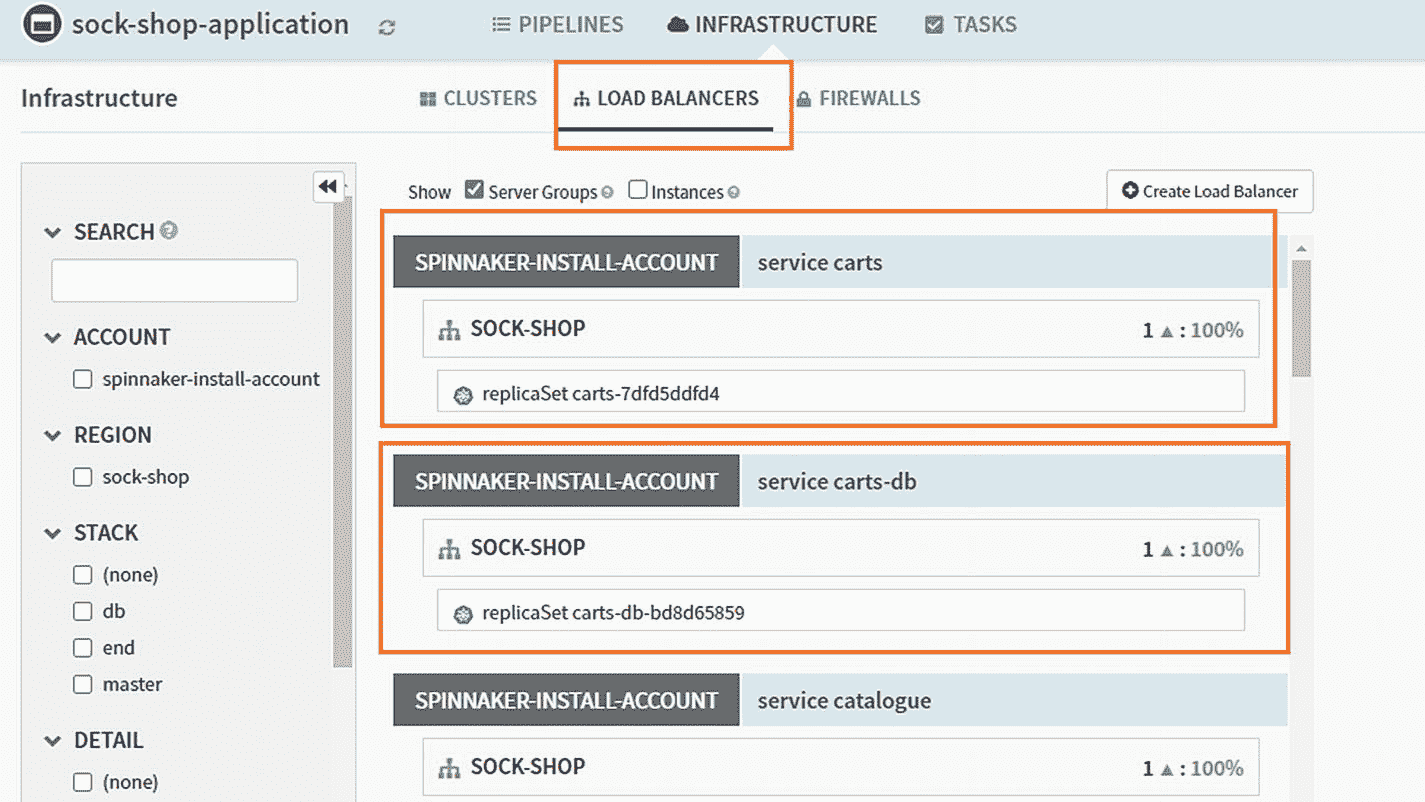 sock-shop-application
PIPELINES
INFRASTRUCTURE
TASKS
Infrastructure
CLUSTERS
LOAD BALANCERS
FIREWALLS
Show Server Groups Instances
Create Load Balancer
SEARCH
ACCOUNT
spinnaker-install-account
REGION
sock-shop
STACK
(none)
db
end
master
DETAIL
(none)
SPINNAKER-INSTALL-ACCOUNT service carts
SOCK-SHOP 1 : 100%
replicaSet carts-7dfd5ddfd4
SPINNAKER-INSTALL-ACCOUNT service carts-db
SOCK-SHOP 1 : 100%
replicaSet carts-db-bd8d65859
SPINNAKER-INSTALL-ACCOUNT service catalogue
SOCK-SHOP 1 : 100%